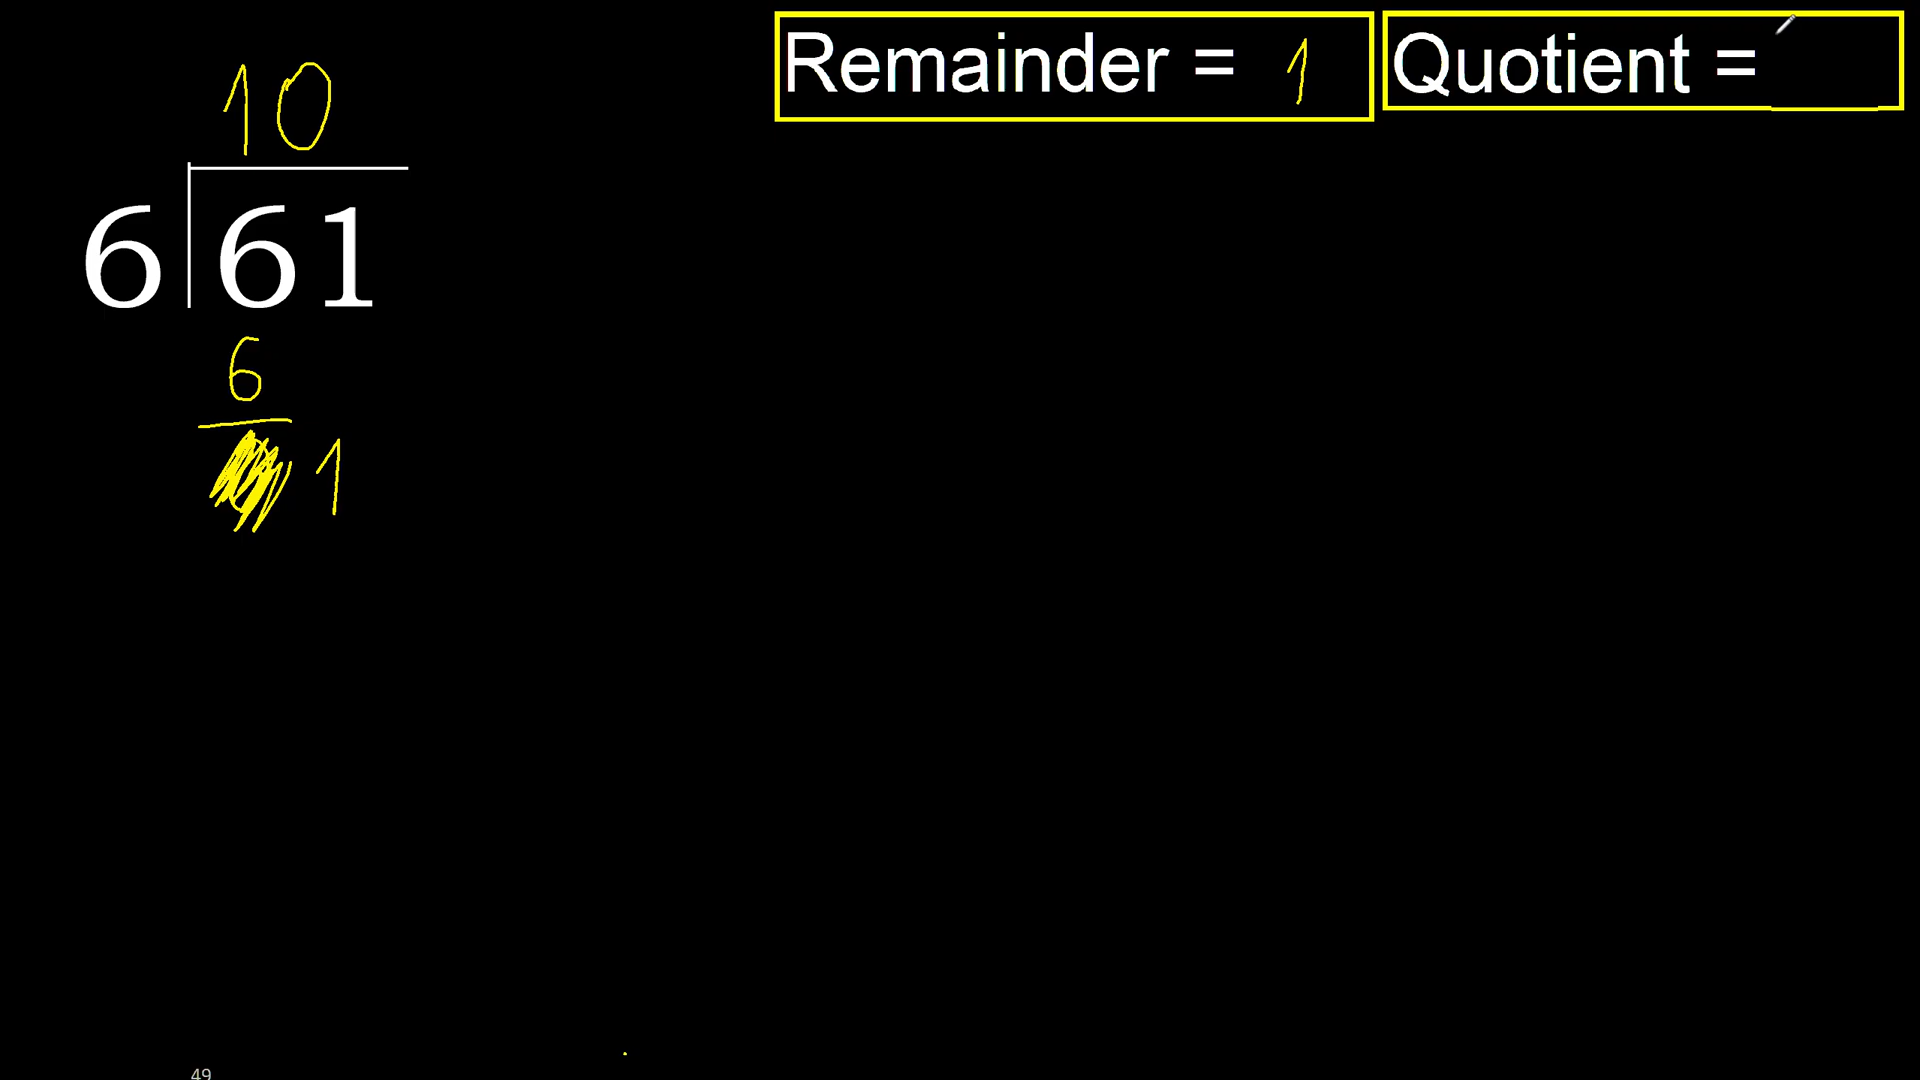 Remainder = 1
Quotient =
10
6 61
6
1
49